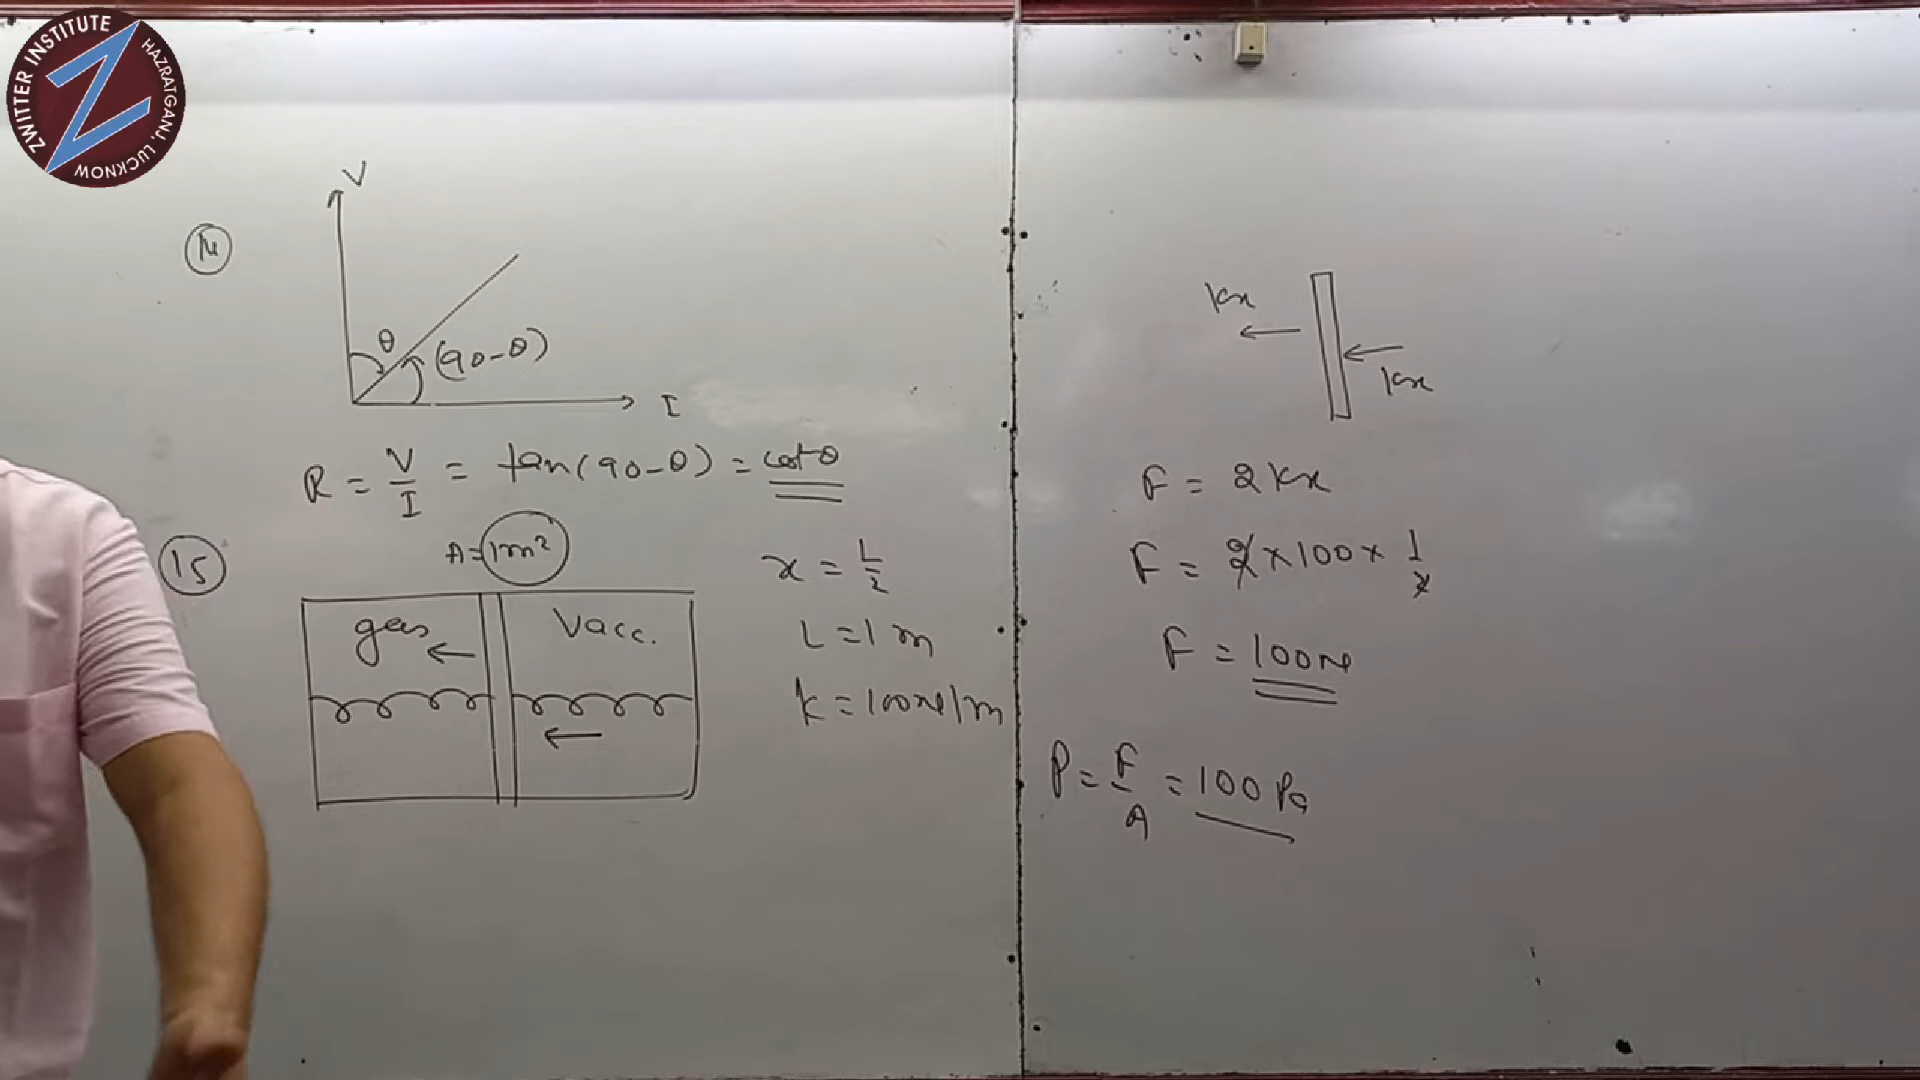 ZWITTER INSTITUTE
HAZRATGANJ, LUCKNOW
Z
14
V
θ
(90-θ)
I
R = V/I = tan(90-θ) = cotθ
15
A = 1m²
gas
Vacc.
x = L/2
L = 1 m
k = 100N/m
kx
kx
F = 2kx
F = 2 × 100 × 1/2
F = 100N
P = F/A = 100 Pa